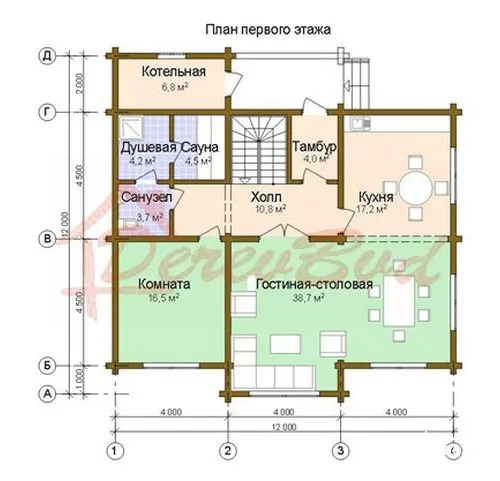 План первого этажа
Д
Котельная
6,8 м²
2 000
Г
Душевая
4,2 м²
Сауна
4,5 м²
Тамбур
4,0 м²
4 500
Санузел
3,7 м²
Холл
10,8 м²
Кухня
17,2 м²
12 000
В
DerevBud
Комната
16,5 м²
Гостиная-столовая
38,7 м²
4 500
Б
1 000
А
4 000
4 000
4 000
12 000
1
2
3
4